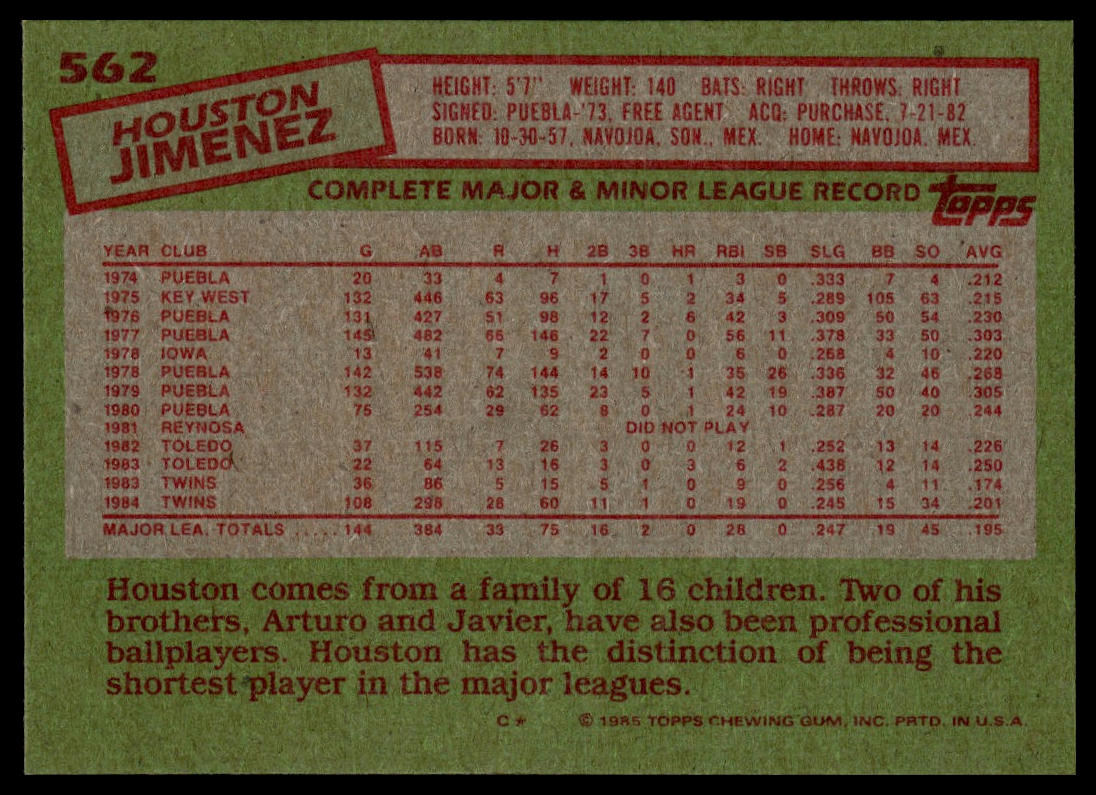 562
HOUSTON
JIMENEZ
HEIGHT: 5'7" WEIGHT: 140 BATS: RIGHT THROWS: RIGHT
SIGNED: PUEBLA-'73, FREE AGENT ACQ: PURCHASE, 7-21-82
BORN: 10-30-57, NAVOJOA, SON., MEX. HOME: NAVOJOA, MEX.
COMPLETE MAJOR & MINOR LEAGUE RECORD topps
YEAR CLUB G AB R H 2B 3B HR RBI SB SLG BB SO AVG
1974 PUEBLA 20 33 4 7 1 0 1 3 0 .333 7 4 .212
1975 KEY WEST 132 446 63 96 17 5 2 34 5 .289 105 63 .215
1976 PUEBLA 131 427 51 98 12 2 6 42 3 .309 50 54 .230
1977 PUEBLA 145 482 66 146 22 7 0 56 11 .378 33 50 .303
1978 IOWA 13 41 7 9 2 0 0 6 0 .268 4 10 .220
1978 PUEBLA 142 538 74 144 14 10 1 35 26 .336 32 46 .268
1979 PUEBLA 132 442 62 135 23 5 1 42 19 .387 50 40 .305
1980 PUEBLA 75 254 29 62 8 0 1 24 10 .287 20 20 .244
1981 REYNOSA DID NOT PLAY
1982 TOLEDO 37 115 7 26 3 0 0 12 1 .252 13 14 .226
1983 TOLEDO 22 64 13 16 3 0 3 6 2 .438 12 14 .250
1983 TWINS 36 86 5 15 5 1 0 9 0 .256 4 11 .174
1984 TWINS 108 298 28 60 11 1 0 19 0 .245 15 34 .201
MAJOR LEA. TOTALS ..... 144 384 33 75 16 2 0 28 0 .247 19 45 .195
Houston comes from a family of 16 children. Two of his
brothers, Arturo and Javier, have also been professional
ballplayers. Houston has the distinction of being the
shortest player in the major leagues.
C* © 1985 TOPPS CHEWING GUM, INC. PRTD. IN U.S.A.